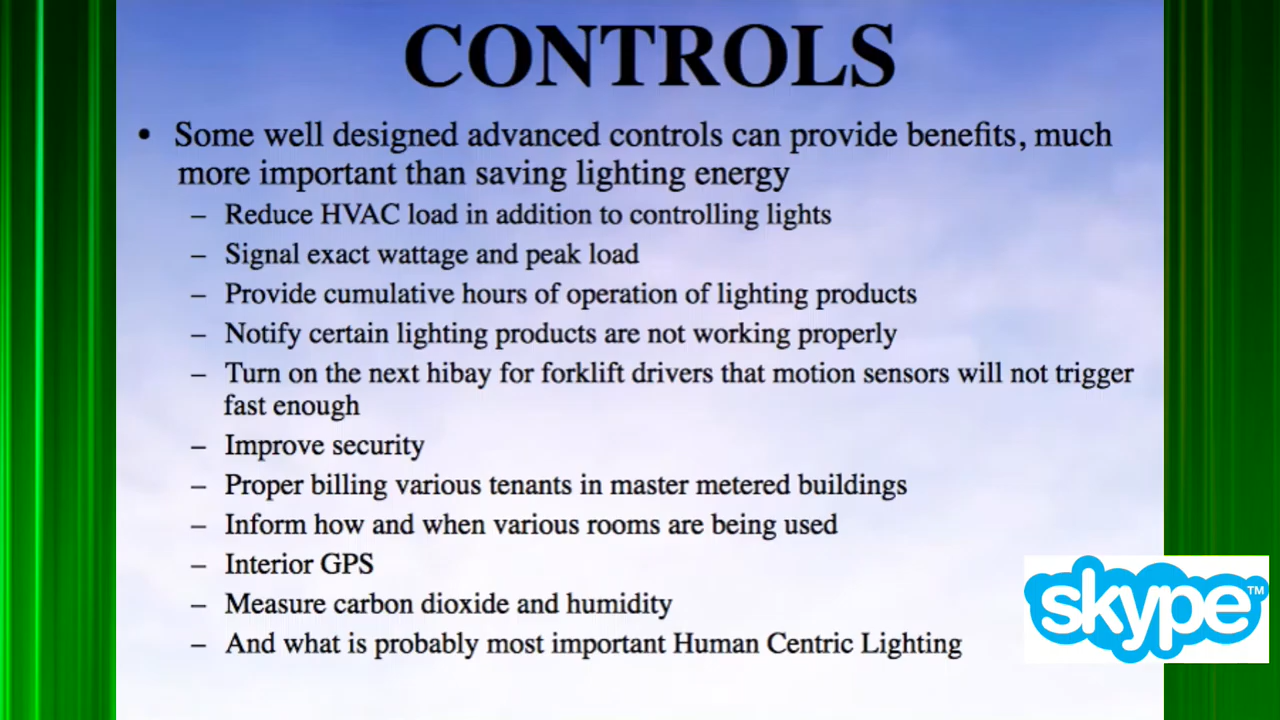 CONTROLS
• Some well designed advanced controls can provide benefits, much
more important than saving lighting energy
– Reduce HVAC load in addition to controlling lights
– Signal exact wattage and peak load
– Provide cumulative hours of operation of lighting products
– Notify certain lighting products are not working properly
– Turn on the next hibay for forklift drivers that motion sensors will not trigger
fast enough
– Improve security
– Proper billing various tenants in master metered buildings
– Inform how and when various rooms are being used
– Interior GPS
– Measure carbon dioxide and humidity
– And what is probably most important Human Centric Lighting
skype™